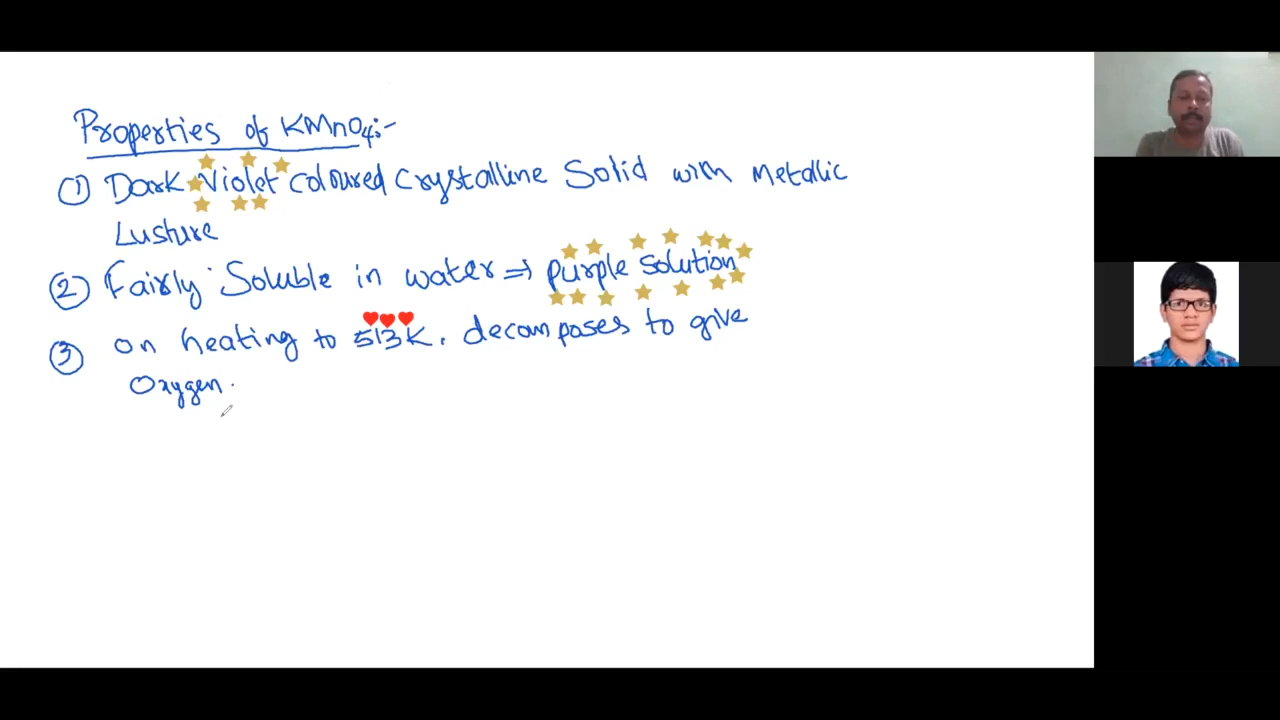 Properties of KMnO₄:-
① Dark Violet Coloured Crystalline Solid with Metallic
Lusture
② Fairly Soluble in water ⇒ purple solution
③ on heating to 513K, decomposes to give
Oxygen.